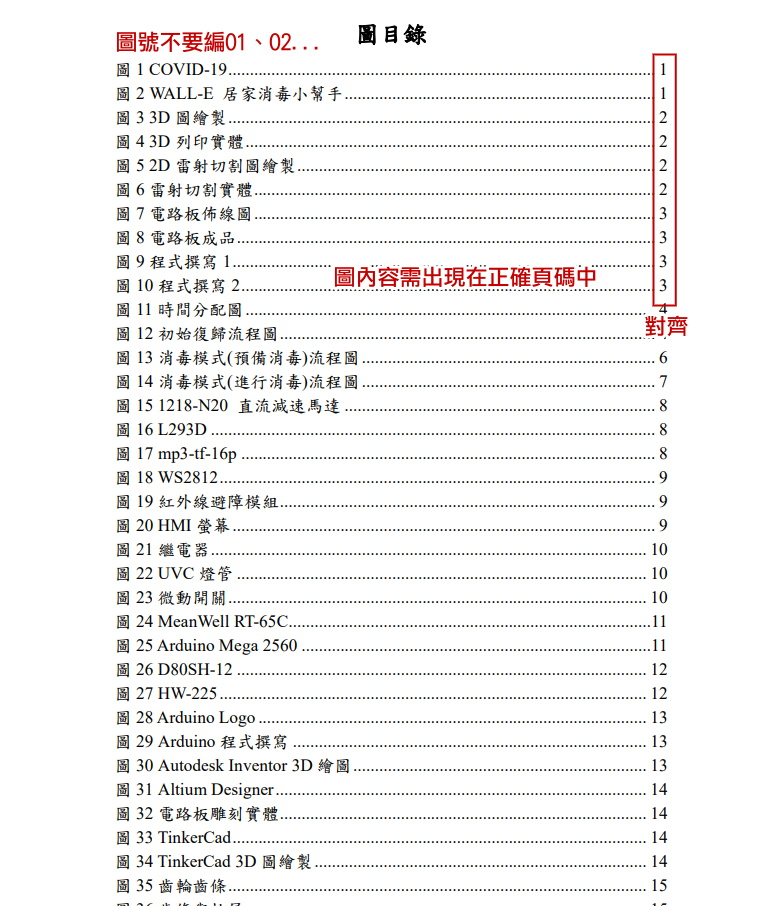 圖號不要編01、02...
圖目錄
圖 1 COVID-19 1
圖 2 WALL-E 居家消毒小幫手 1
圖 3 3D 圖繪製 2
圖 4 3D 列印實體 2
圖 5 2D 雷射切割圖繪製 2
圖 6 雷射切割實體 2
圖 7 電路板佈線圖 3
圖 8 電路板成品 3
圖 9 程式撰寫 1 3
圖內容需出現在正確頁碼中
圖 10 程式撰寫 2 3
圖 11 時間分配圖 4
對齊
圖 12 初始復歸流程圖
圖 13 消毒模式(預備消毒)流程圖 6
圖 14 消毒模式(進行消毒)流程圖 7
圖 15 1218-N20 直流減速馬達 8
圖 16 L293D 8
圖 17 mp3-tf-16p 8
圖 18 WS2812 9
圖 19 紅外線避障模組 9
圖 20 HMI 螢幕 9
圖 21 繼電器 10
圖 22 UVC 燈管 10
圖 23 微動開關 10
圖 24 MeanWell RT-65C 11
圖 25 Arduino Mega 2560 11
圖 26 D80SH-12 12
圖 27 HW-225 12
圖 28 Arduino Logo 13
圖 29 Arduino 程式撰寫 13
圖 30 Autodesk Inventor 3D 繪圖 13
圖 31 Altium Designer 14
圖 32 電路板雕刻實體 14
圖 33 TinkerCad 14
圖 34 TinkerCad 3D 圖繪製 14
圖 35 齒輪齒條 15